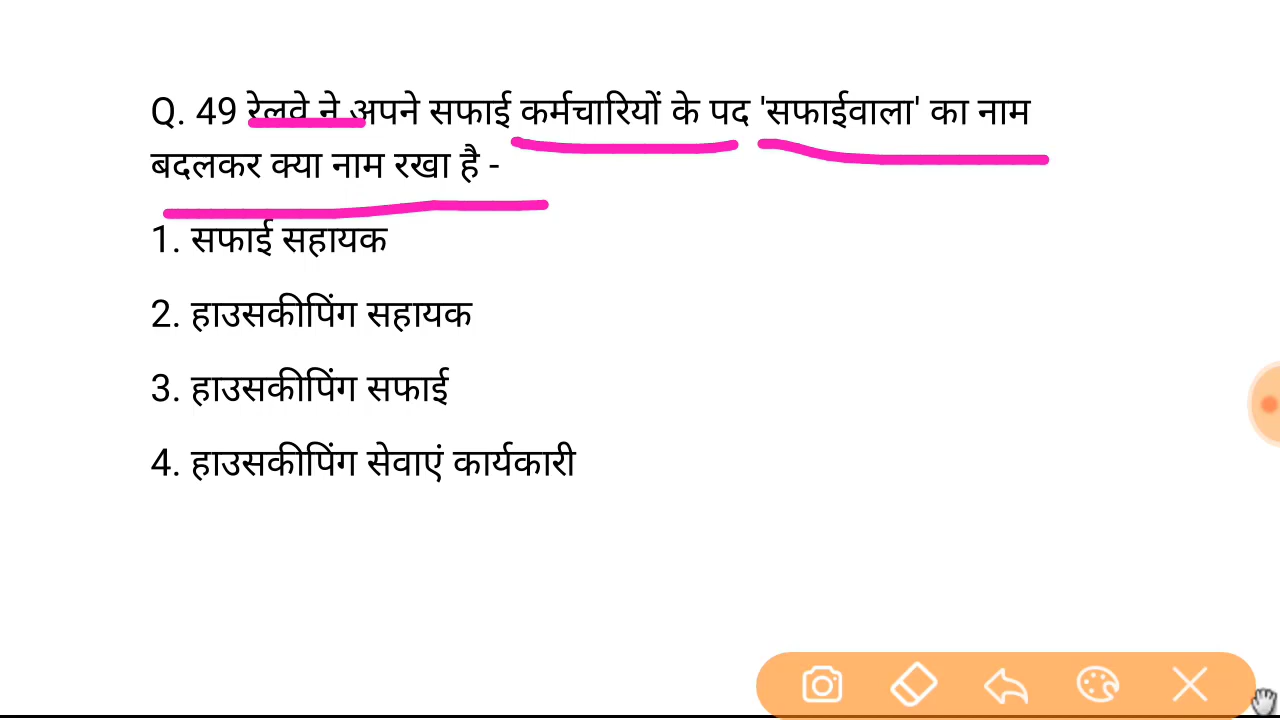 Q. 49 रेलवे ने अपने सफाई कर्मचारियों के पद 'सफाईवाला' का नाम
बदलकर क्या नाम रखा है -
1. सफाई सहायक
2. हाउसकीपिंग सहायक
3. हाउसकीपिंग सफाई
4. हाउसकीपिंग सेवाएं कार्यकारी